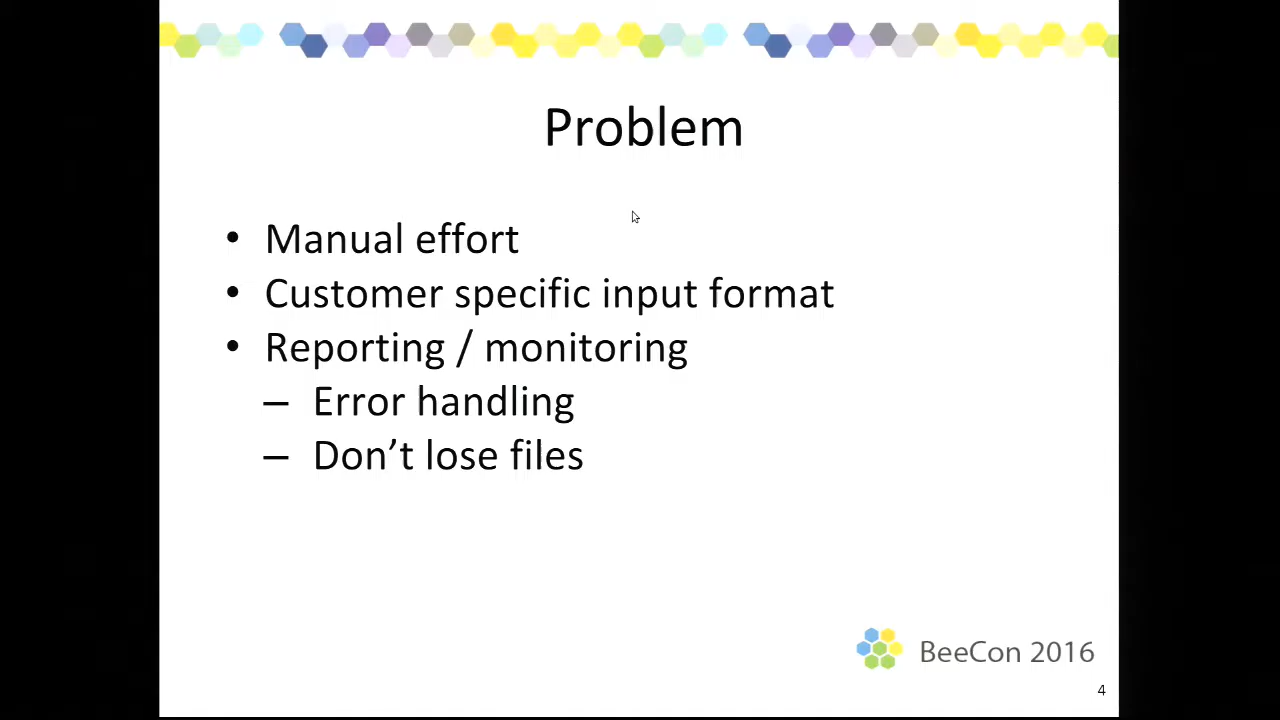 Problem
• Manual effort
• Customer specific input format
• Reporting / monitoring
– Error handling
– Don’t lose files
BeeCon 2016
4